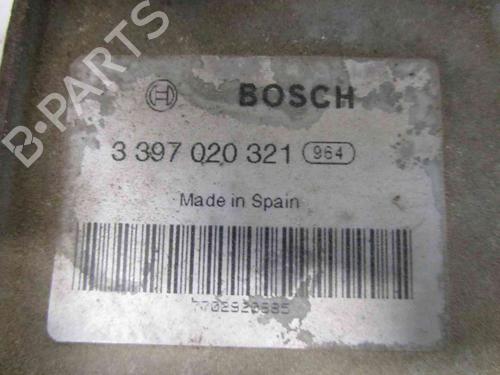 B-PARTS
BOSCH
3 397 020 321 964
Made in Spain